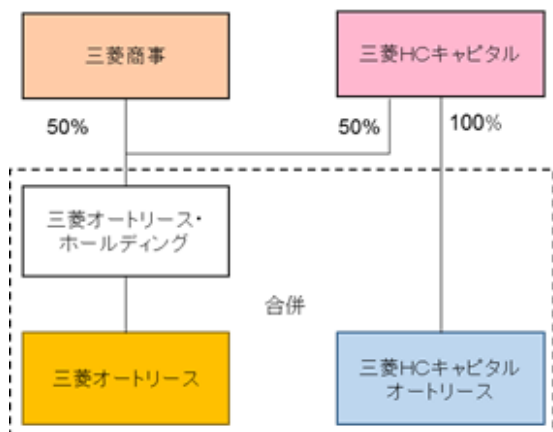 三菱商事
三菱HCキャピタル
50%
50%
100%
三菱オートリース・
ホールディング
合併
三菱オートリース
三菱HCキャピタル
オートリース